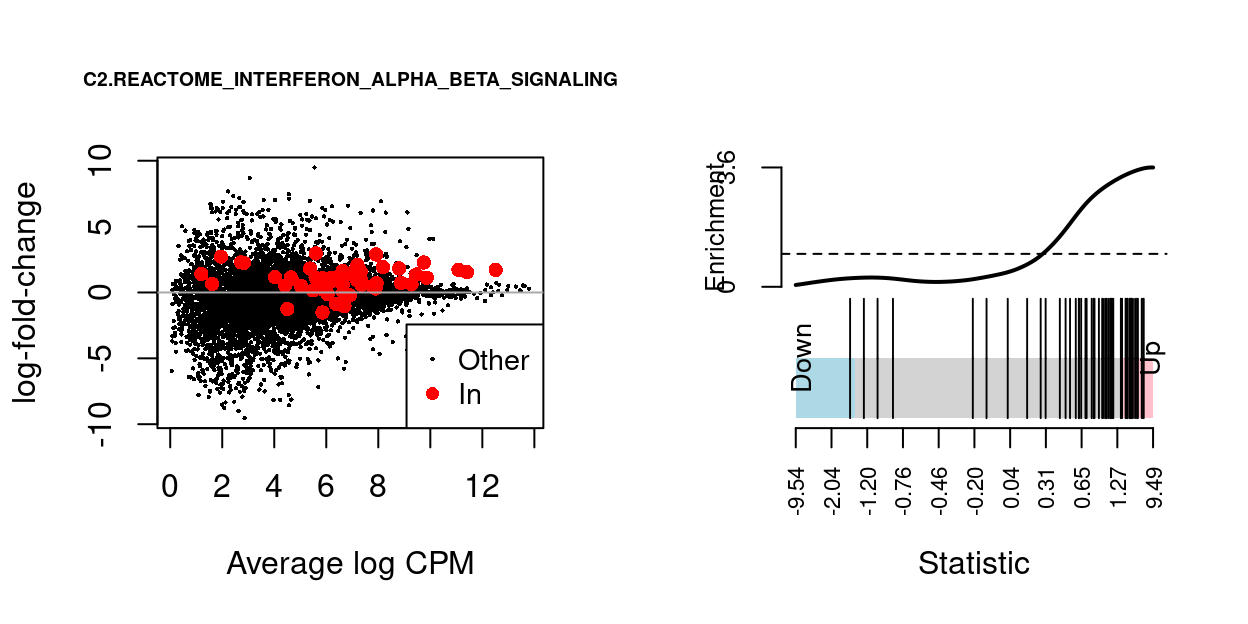 C2.REACTOME_INTERFERON_ALPHA_BETA_SIGNALING
log-fold-change
10
5
0
-5
-10
Other
In
0 2 4 6 8 12
Average log CPM
Enrichment
3.6
0
Down
Up
-9.54 -2.04 -1.20 -0.76 -0.46 -0.20 0.04 0.31 0.65 1.27 9.49
Statistic